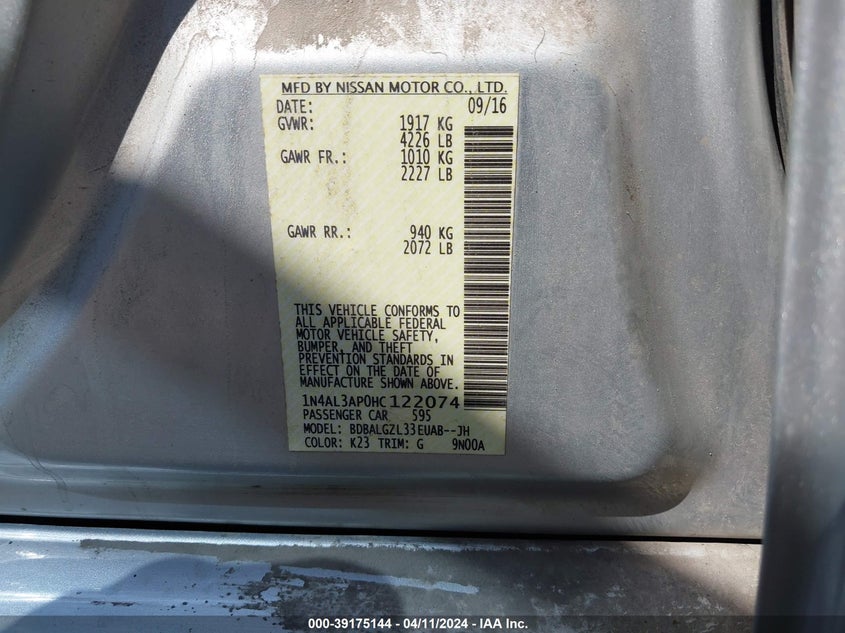 MFD BY NISSAN MOTOR CO., LTD.
DATE: 09/16
GVWR: 1917 KG
4226 LB
GAWR FR.: 1010 KG
2227 LB
GAWR RR.: 940 KG
2072 LB
THIS VEHICLE CONFORMS TO
ALL APPLICABLE FEDERAL
MOTOR VEHICLE SAFETY,
BUMPER, AND THEFT
PREVENTION STANDARDS IN
EFFECT ON THE DATE OF
MANUFACTURE SHOWN ABOVE.
1N4AL3AP0HC122074
PASSENGER CAR 595
MODEL: BDBALGZL33EUAB--JH
COLOR: K23 TRIM: G 9N00A
000-39175144 - 04/11/2024 - IAA Inc.